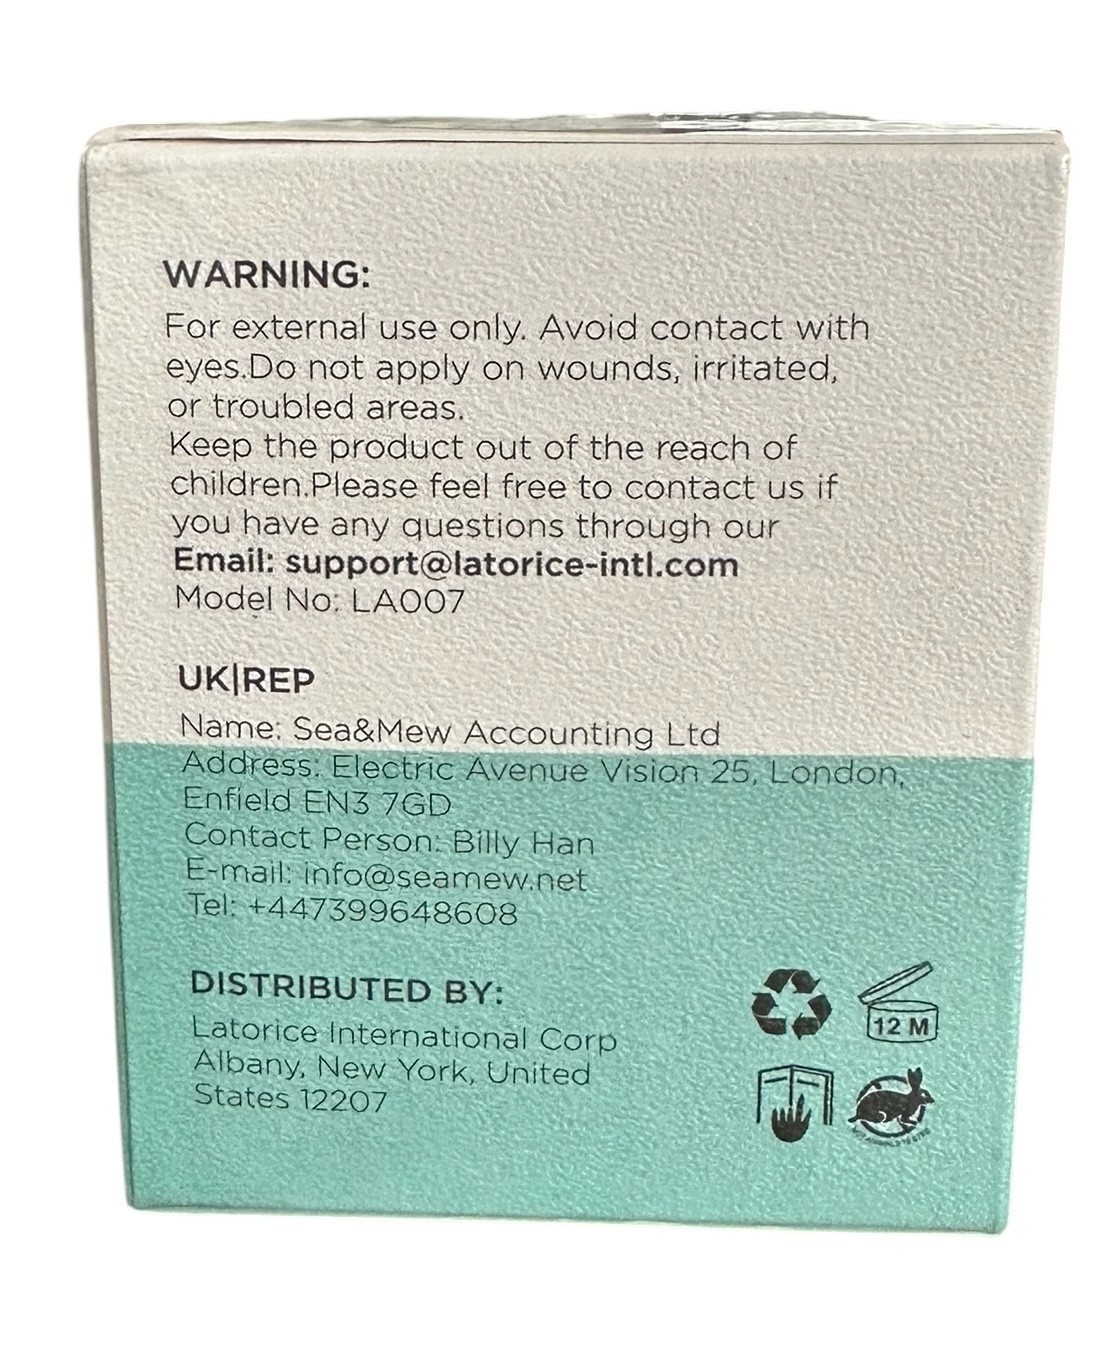 WARNING:
For external use only. Avoid contact with
eyes.Do not apply on wounds, irritated,
or troubled areas.
Keep the product out of the reach of
children.Please feel free to contact us if
you have any questions through our
Email: support@latorice-intl.com
Model No: LA007
UK|REP
Name: Sea&Mew Accounting Ltd
Address: Electric Avenue Vision 25, London,
Enfield EN3 7GD
Contact Person: Billy Han
E-mail: info@seamew.net
Tel: +447399648608
DISTRIBUTED BY:
Latorice International Corp
Albany, New York, United
States 12207
12 M